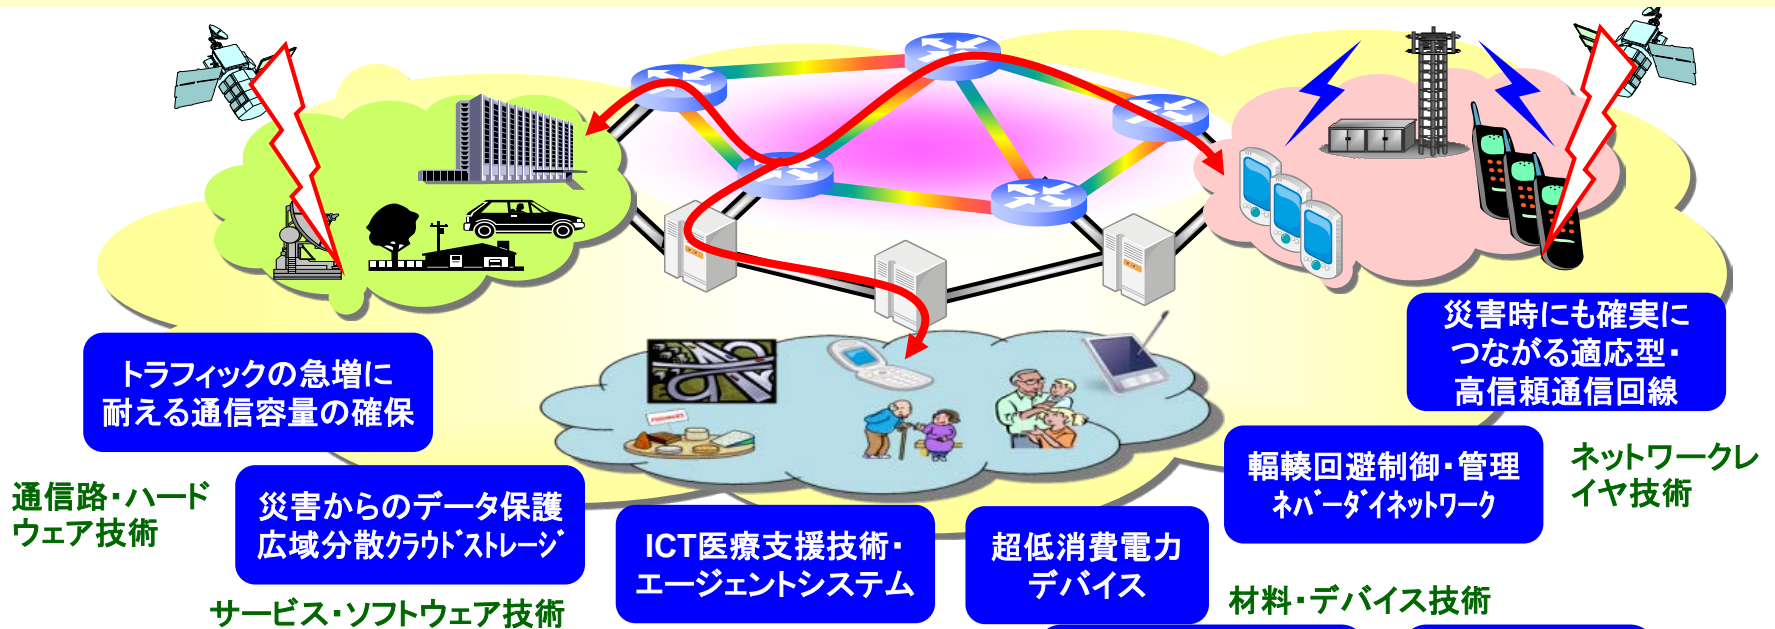 災害時にも確実に
つながる適応型・
高信頼通信回線
トラフィックの急増に
耐える通信容量の確保
輻輳回避制御・管理
ネバーダイネットワーク
ネットワークレ
イヤ技術
通信路・ハード
ウェア技術
災害からのデータ保護
広域分散クラウドストレージ
ICT医療支援技術・
エージェントシステム
超低消費電力
デバイス
サービス・ソフトウェア技術
材料・デバイス技術